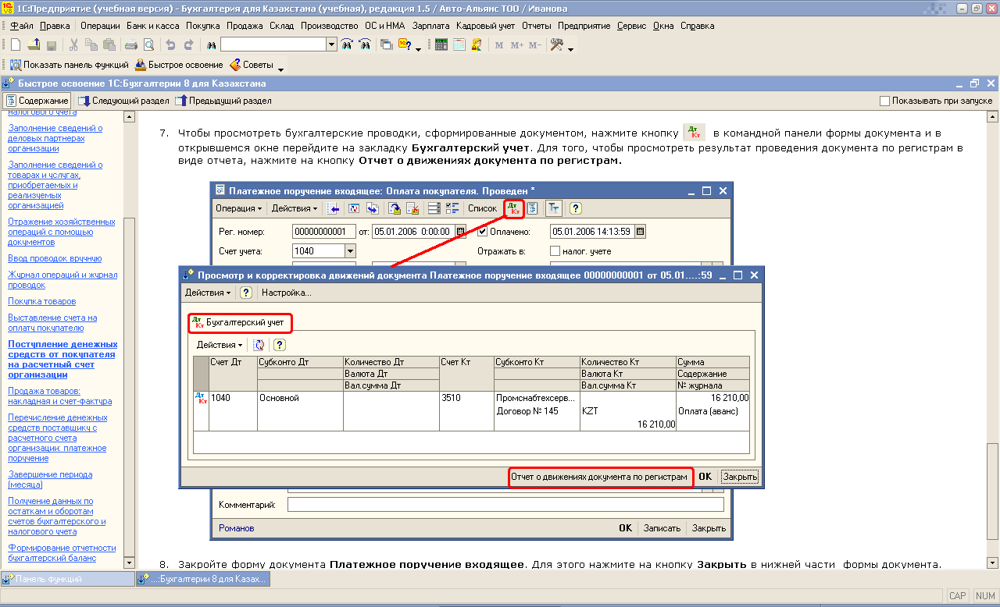 1С:Предприятие (учебная версия) - Бухгалтерия для Казахстана (учебная), редакция 1.5 / Авто-Альянс ТОО / Иванова
Файл Правка Операции Банк и касса Покупка Продажа Склад Производство ОС и НМА Зарплата Кадровый учет Отчеты Предприятие Сервис Окна Справка
M M+ M-
Показать панель функций Быстрое освоение Советы
Быстрое освоение 1С:Бухгалтерии 8 для Казахстана
Содержание Следующий раздел Предыдущий раздел Показывать при запуске
налогового учета
Заполнение сведений о
деловых партнерах
организации
Заполнение сведений о
товарах и услугах,
приобретаемых и
реализуемых
организацией
Отражение хозяйственных
операций с помощью
документов
Ввод проводок вручную
Журнал операций и журнал
проводок
Покупка товаров
Выставление счета на
оплату покупателю
Поступление денежных
средств от покупателя
на расчетный счет
организации
Продажа товаров:
накладная и счет-фактура
Перечисление денежных
средств поставщику с
расчетного счета
организации: платежное
поручение
Завершение периода
(месяца)
Получение данных по
остаткам и оборотам
счетов бухгалтерского и
налогового учета
Формирование отчетности
бухгалтерский баланс
7. Чтобы просмотреть бухгалтерские проводки, сформированные документом, нажмите кнопку Дт Кт в командной панели формы документа и в
открывшемся окне перейдите на закладку Бухгалтерский учет. Для того, чтобы просмотреть результат проведения документа по регистрам в
виде отчета, нажмите на кнопку Отчет о движениях документа по регистрам.
Платежное поручение входящее: Оплата покупателя. Проведен *
Операция Действия Список Дт Кт ?
Рег. номер: 00000000001 от: 05.01.2006 0:00:00 Оплачено: 05.01.2006 14:13:59
Счет учета: 1040 Отражать в: налог. учете
Просмотр и корректировка движений документа Платежное поручение входящее 00000000001 от 05.01....:59
Действия ? Настройка...
Дт Кт Бухгалтерский учет
Действия ?
Счет Дт Субконто Дт Количество Дт Счет Кт Субконто Кт Количество Кт Сумма
Валюта Дт Валюта Кт Содержание
Вал.сумма Дт Вал.сумма Кт № журнала
Дт Кт 1040 Основной 3510 Промснабтехсерв... 16 210,00
Договор № 145 KZT Оплата (аванс)
16 210,00
Отчет о движениях документа по регистрам OK Закрыть
Комментарий:
Романов OK Записать Закрыть
8. Закройте форму документа Платежное поручение входящее. Для этого нажмите на кнопку Закрыть в нижней части формы документа.
Панель функций ...:Бухгалтерии 8 для Казах...
CAP NUM